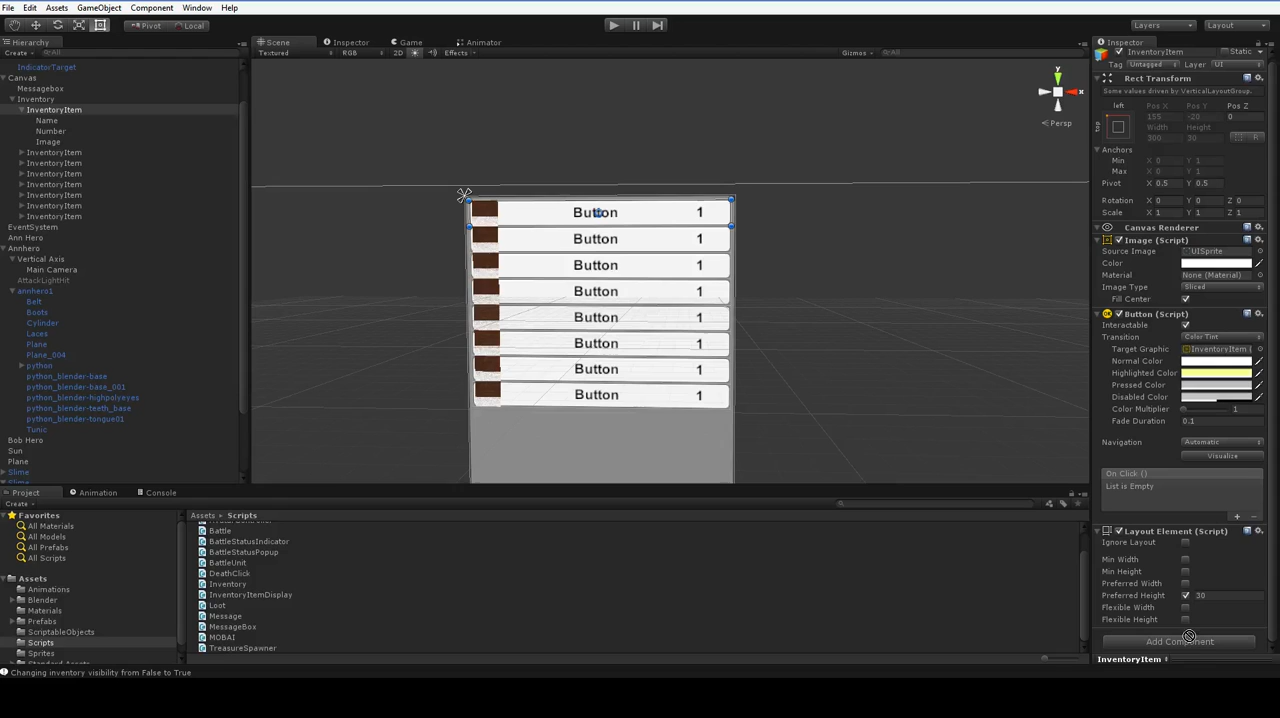 File Edit Assets GameObject Component Window Help
Pivot Local Layers Layout
Hierarchy
Create All
IndicatorTarget
Canvas
Messagebox
Inventory
InventoryItem
Name
Number
Image
InventoryItem
InventoryItem
InventoryItem
InventoryItem
InventoryItem
InventoryItem
InventoryItem
EventSystem
Ann Hero
Annhero
Vertical Axis
Main Camera
AttackLightHit
annhero1
Belt
Boots
Cylinder
Laces
Plane
Plane_004
python
python_blender-base
python_blender-base_001
python_blender-highpolyeyes
python_blender-teeth_base
python_blender-tongue01
Tunic
Bob Hero
Sun
Plane
Slime
Slime
Scene Inspector Game Animator
Textured RGB 2D Effects Gizmos All
y
x
Persp
Button 1
Button 1
Button 1
Button 1
Button 1
Button 1
Button 1
Button 1
Project Animation Console
Create
Favorites
All Materials
All Models
All Prefabs
All Scripts
Assets
Animations
Blender
Materials
Prefabs
ScriptableObjects
Scripts
Sprites
Standard Assets
Assets Scripts
Battle
BattleStatusIndicator
BattleStatusPopup
BattleUnit
DeathClick
Inventory
InventoryItemDisplay
Loot
Message
MessageBox
MOBAI
TreasureSpawner
Changing inventory visibility from False to True
Inspector
InventoryItem Static
Tag Untagged Layer UI
Rect Transform
Some values driven by VerticalLayoutGroup.
left Pos X Pos Y Pos Z
top 155 -20 0
Width Height
300 30 R
Anchors
Min X 0 Y 1
Max X 0 Y 1
Pivot X 0.5 Y 0.5
Rotation X 0 Y 0 Z 0
Scale X 1 Y 1 Z 1
Canvas Renderer
Image (Script)
Source Image UISprite
Color
Material None (Material)
Image Type Sliced
Fill Center
Button (Script)
Interactable
Transition Color Tint
Target Graphic InventoryItem (
Normal Color
Highlighted Color
Pressed Color
Disabled Color
Color Multiplier 1
Fade Duration 0.1
Navigation Automatic
Visualize
On Click ()
List is Empty
+ −
Layout Element (Script)
Ignore Layout
Min Width
Min Height
Preferred Width
Preferred Height 30
Flexible Width
Flexible Height
Add Component
InventoryItem